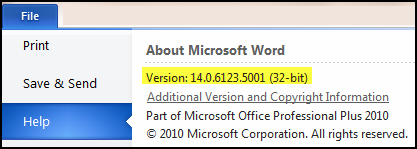 File
Print
Save & Send
Help
About Microsoft Word
Version: 14.0.6123.5001 (32-bit)
Additional Version and Copyright Information
Part of Microsoft Office Professional Plus 2010
© 2010 Microsoft Corporation. All rights reserved.